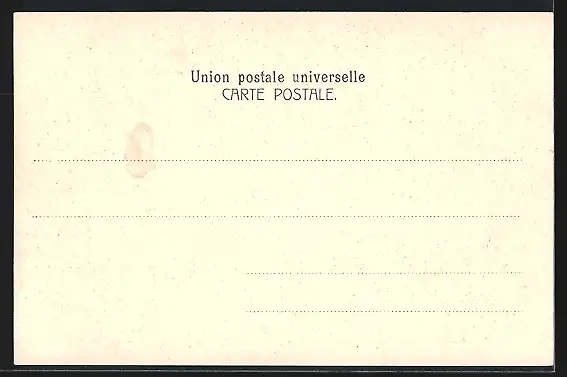 Union postale universelle
CARTE POSTALE.